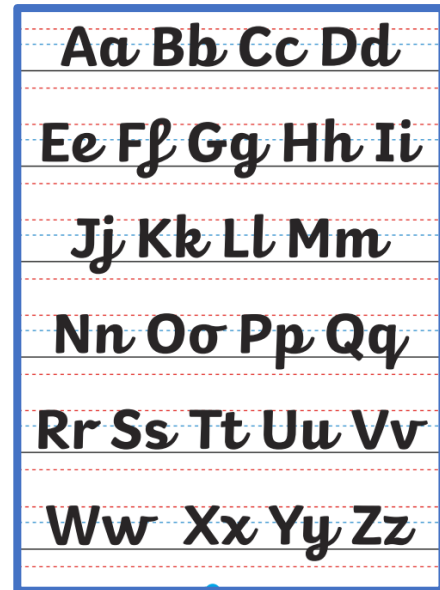 Aa Bb Cc Dd
Ee Ff Gg Hh Ii
Jj Kk Ll Mm
Nn Oo Pp Qq
Rr Ss Tt Uu Vv
Ww Xx Yy Zz